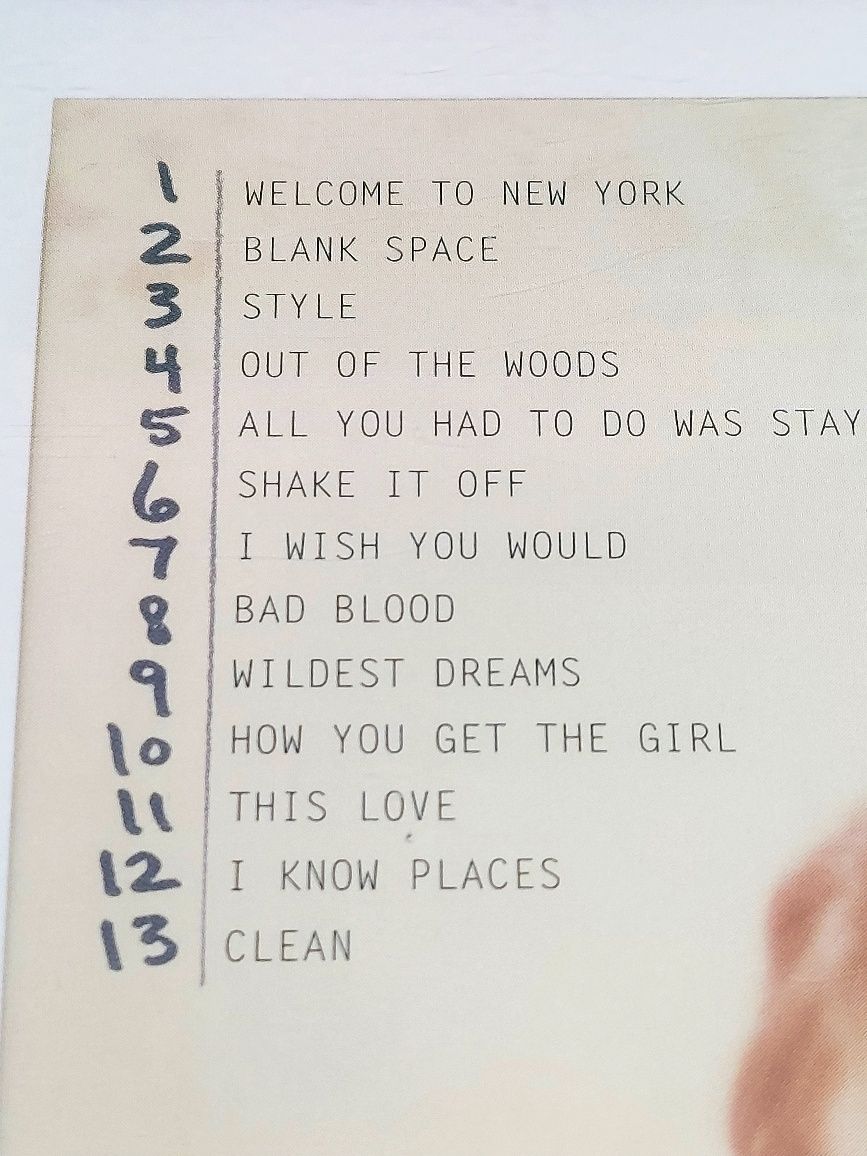 1 WELCOME TO NEW YORK
2 BLANK SPACE
3 STYLE
4 OUT OF THE WOODS
5 ALL YOU HAD TO DO WAS STAY
6 SHAKE IT OFF
7 I WISH YOU WOULD
8 BAD BLOOD
9 WILDEST DREAMS
10 HOW YOU GET THE GIRL
11 THIS LOVE
12 I KNOW PLACES
13 CLEAN